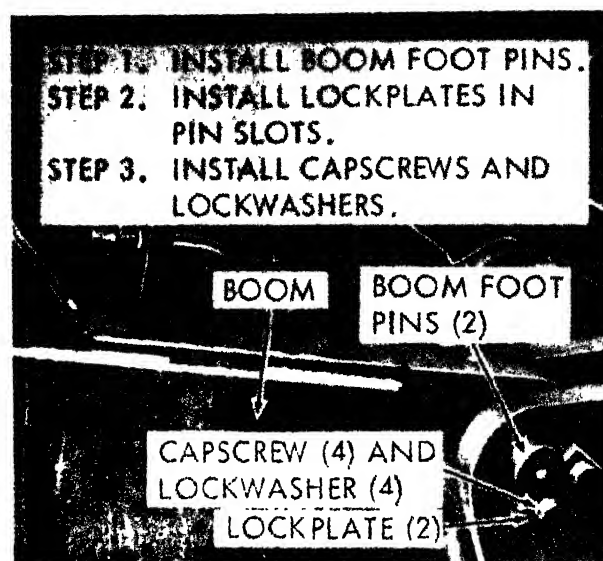 STEP 1. INSTALL BOOM FOOT PINS.
STEP 2. INSTALL LOCKPLATES IN
PIN SLOTS.
STEP 3. INSTALL CAPSCREWS AND
LOCKWASHERS.
BOOM
BOOM FOOT
PINS (2)
CAPSCREW (4) AND
LOCKWASHER (4)
LOCKPLATE (2)